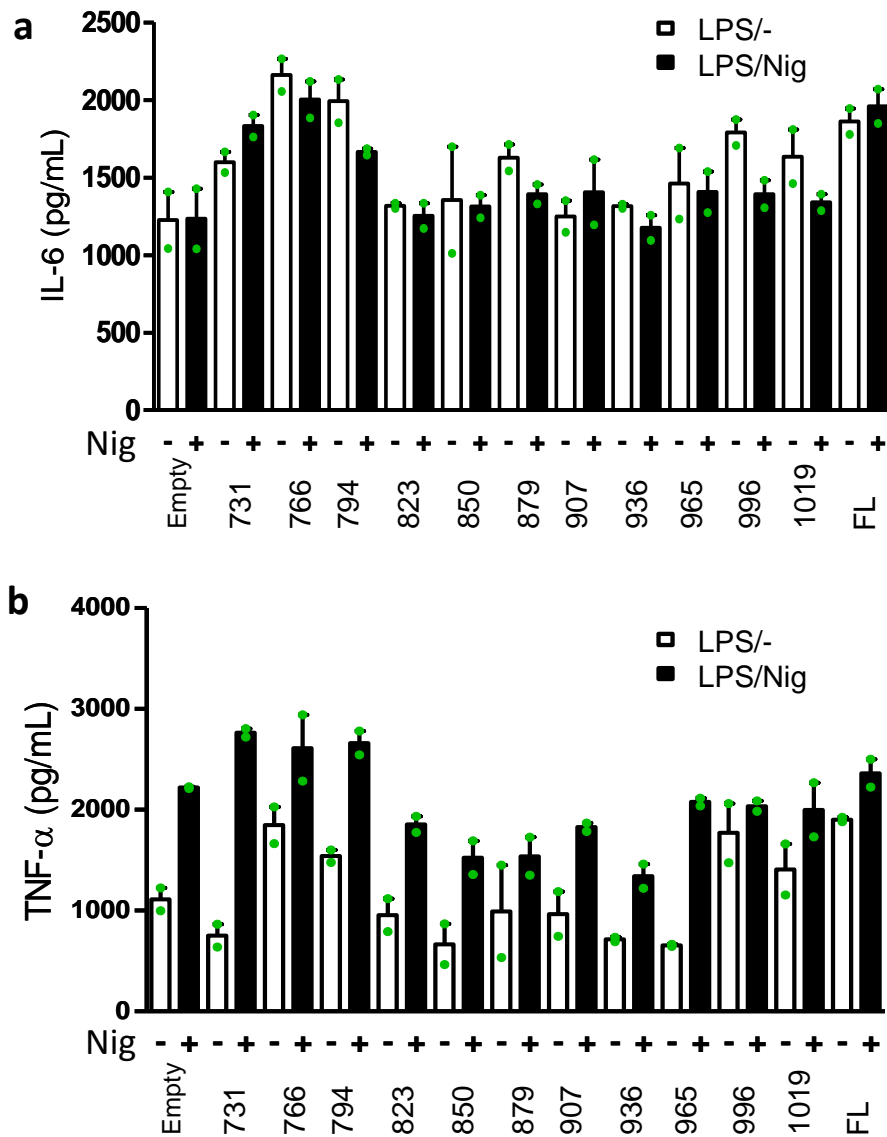 a
IL-6 (pg/mL)
2500
2000
1500
1000
500
0
LPS/-
LPS/Nig
Nig - + - + - + - + - + - + - + - + - + - + - + - + - +
Empty 731 766 794 823 850 879 907 936 965 996 1019 FL
b
TNF-α (pg/mL)
4000
3000
2000
1000
0
LPS/-
LPS/Nig
Nig - + - + - + - + - + - + - + - + - + - + - + - + - +
Empty 731 766 794 823 850 879 907 936 965 996 1019 FL